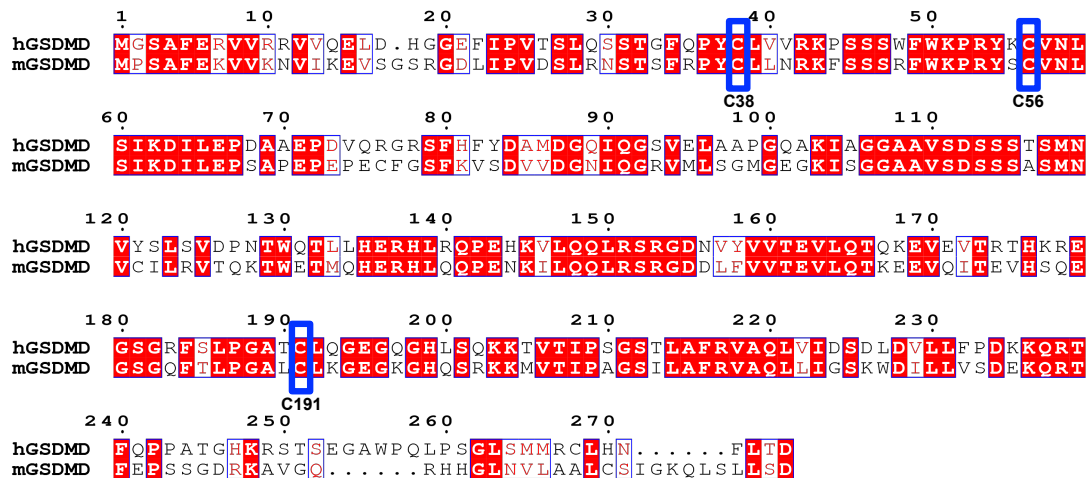 1 10 20 30 40 50
hGSDMD MGSAFERVVRRVVQELD.HGGEFIPVTSLQSSTGFQPYCLVVRKPSSSWFWKPRYKCVNL
mGSDMD MPSAFEKVVKNVIKEVSGSRGDLIPVDSLRNSTSFRPYCLLNRKFSSSRFWKPRYSCVNL
C38 C56
60 70 80 90 100 110
hGSDMD SIKDILEPDAAEPDVQRGRSFHFYDAMDGQIQGSVELAAPGQAKIAGGAAVSDSSSTSMN
mGSDMD SIKDILEPSAPEPEPECFGSFKVSDVVDGNIQGRVMLSGMGEGKISGGAAVSDSSSASMN
120 130 140 150 160 170
hGSDMD VYSLSVDPNTWQTLLHERHLRQPEHKVLQQLRSRGDNVYVVTEVLQTQKEVEVTRTHKRE
mGSDMD VCILRVTQKTWETMQHERHLQQPENKILQQLRSRGDDLFVVTEVLQTKEEVQITEVHSQE
180 190 200 210 220 230
hGSDMD GSGRFSLPGATCLQGEGQGHLSQKKTVTIPSGSTLAFRVAQLVIDSDLDVLLFPDKKQRT
mGSDMD GSGQFTLPGALCLKGEGKGHQSRKKMVTIPAGSILAFRVAQLLIGSKWDILLVSDEKQRT
C191
240 250 260 270
hGSDMD FQPPATGHKRSTSEGAWPQLPSGLSMMRCLHN......FLTD
mGSDMD FEPSSGDRKAVGQ......RHHGLNVLAALCSIGKQLSLLSD